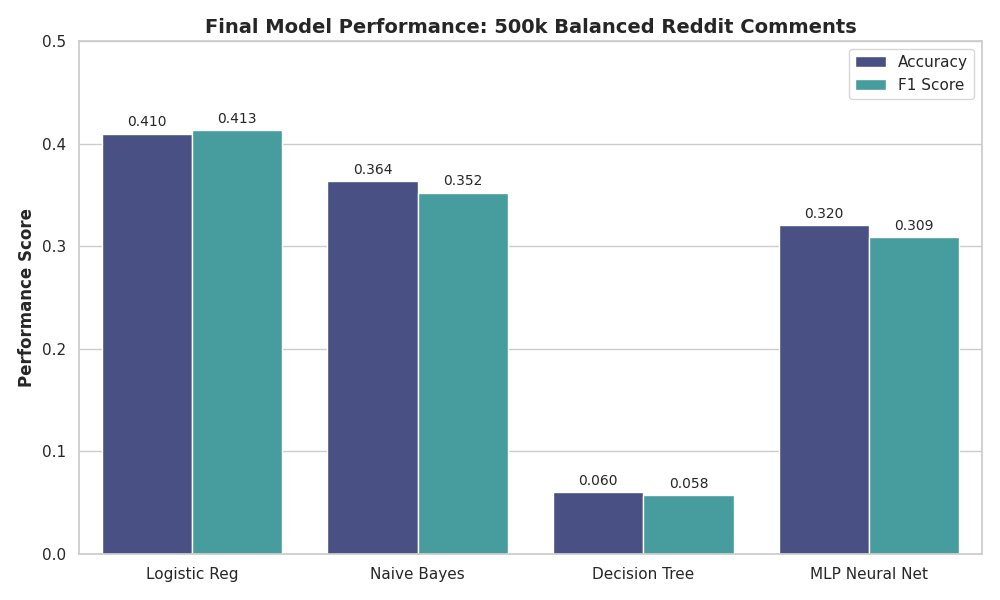 Final Model Performance: 500k Balanced Reddit Comments
Performance Score
0.5
0.4
0.3
0.2
0.1
0.0
Accuracy
F1 Score
0.410
0.413
0.364
0.352
0.060
0.058
0.320
0.309
Logistic Reg
Naive Bayes
Decision Tree
MLP Neural Net